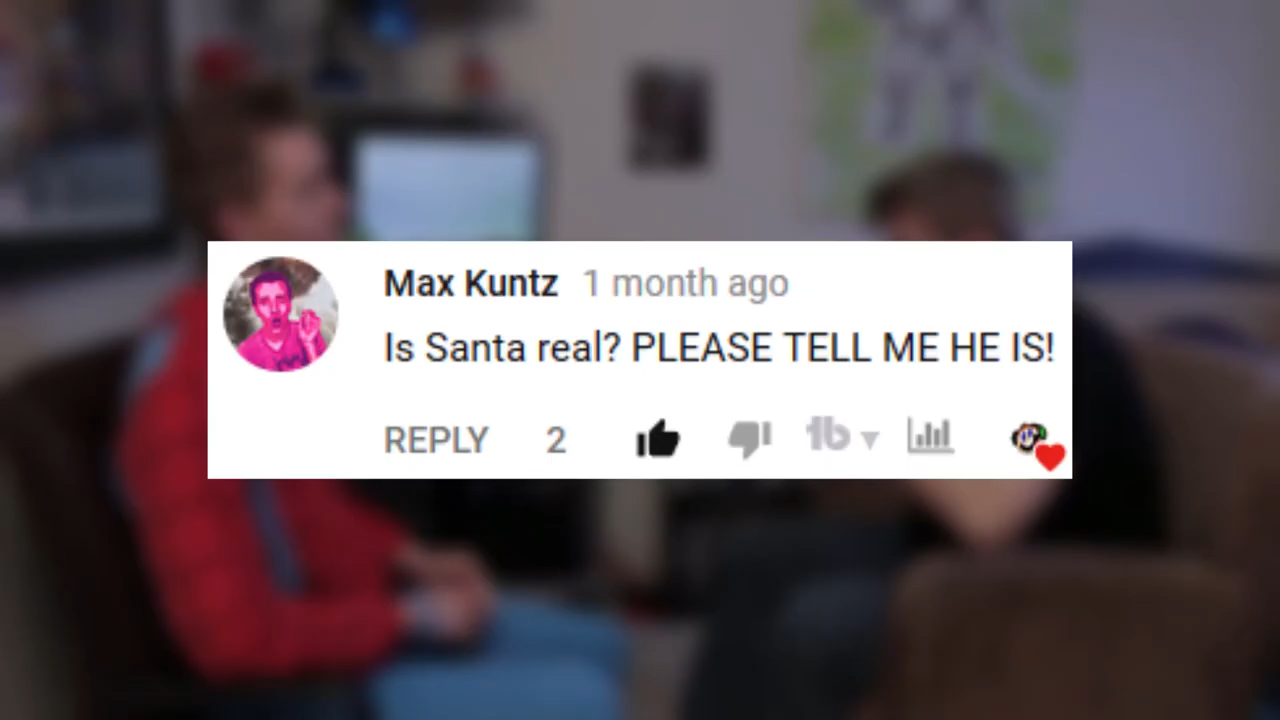 Max Kuntz 1 month ago
Is Santa real? PLEASE TELL ME HE IS!
REPLY 2